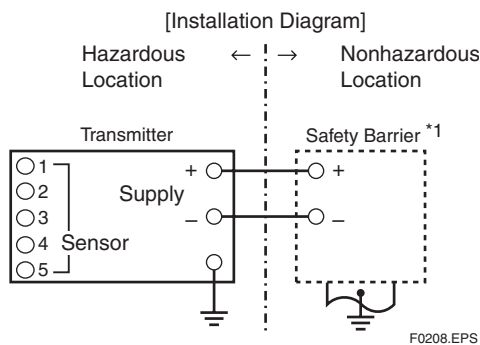 [Installation Diagram]
Hazardous Location
← → Nonhazardous Location
Transmitter
Safety Barrier *1
1
2
3
4
5
Sensor
Supply
+
–
+
–
F0208.EPS